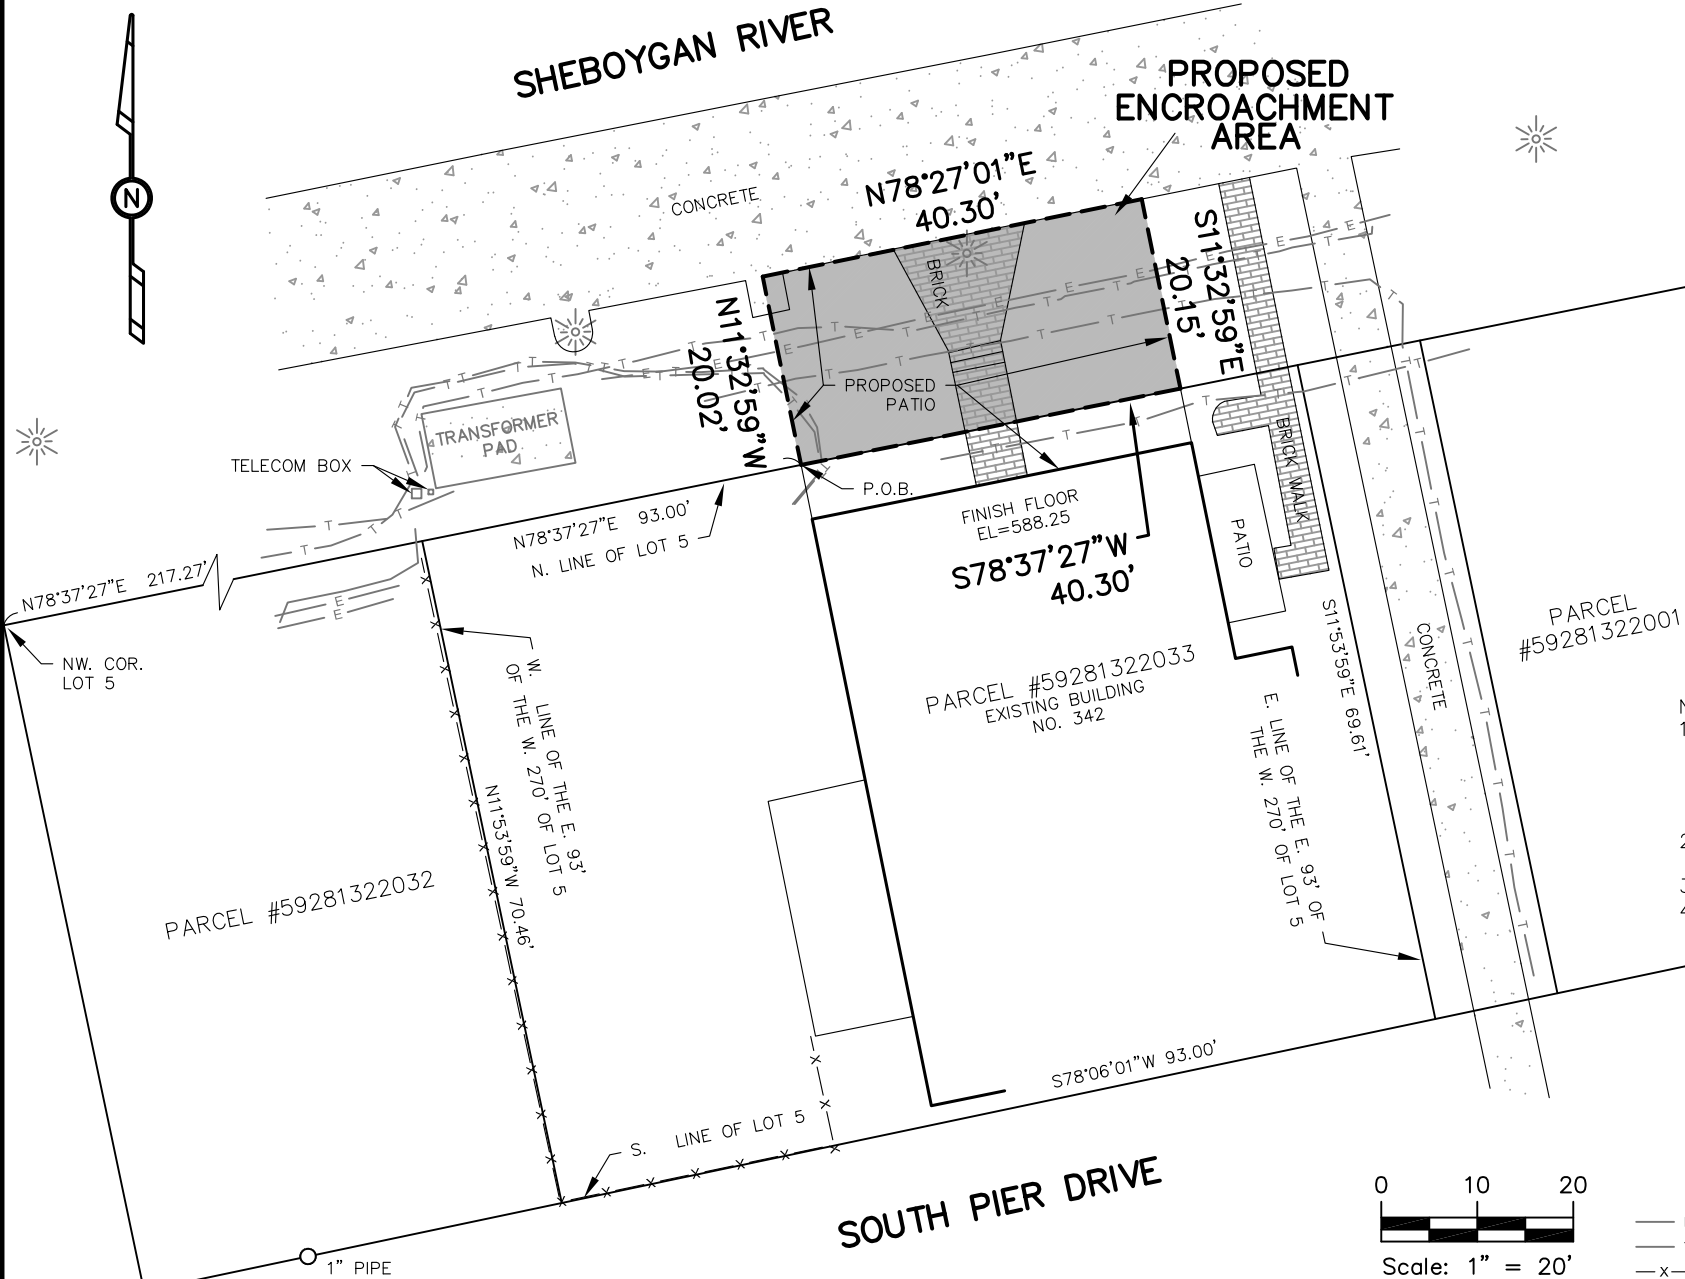 SHEBOYGAN RIVER
PROPOSED
ENCROACHMENT
AREA
N
CONCRETE
N78°27'01"E
40.30'
S11°32'59"E
20.15'
BRICK
N11°32'59"W
20.02'
PROPOSED
PATIO
TRANSFORMER
PAD
TELECOM BOX
P.O.B.
BRICK WALK
N78°37'27"E 93.00'
N. LINE OF LOT 5
FINISH FLOOR
EL=588.25
PATIO
S78°37'27"W
40.30'
N78°37'27"E 217.27'
NW. COR.
LOT 5
W. LINE OF THE E. 93'
OF THE W. 270' OF LOT 5
PARCEL #59281322033
EXISTING BUILDING
NO. 342
S11°53'59"E 69.61'
CONCRETE
PARCEL
#59281322001
E. LINE OF THE E. 93' OF
THE W. 270' OF LOT 5
N11°53'59"W 70.46'
PARCEL #59281322032
S78°06'01"W 93.00'
S. LINE OF LOT 5
SOUTH PIER DRIVE
1" PIPE
0 10 20
Scale: 1" = 20'